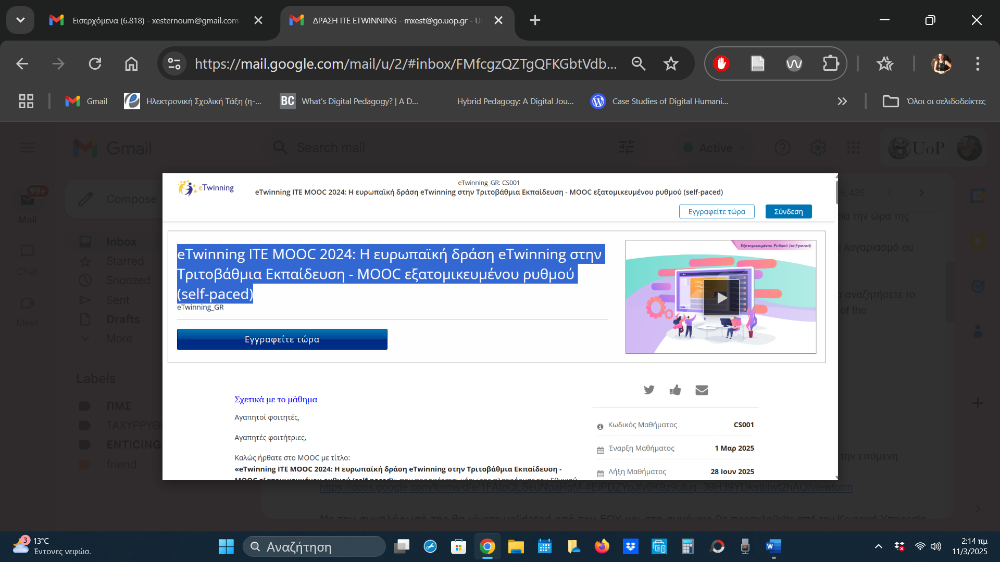 Εισερχόμενα (6.818) - xesternoum@gmail.com
ΔΡΑΣΗ ITE ETWINNING - mxest@go.uop.gr - U
https://mail.google.com/mail/u/2/#inbox/FMfcgzQZTgQFKGbtVdb...
Gmail
Ηλεκτρονική Σχολική Τάξη (η-...
BC What's Digital Pedagogy? | A D...
Hybrid Pedagogy: A Digital Jou...
Case Studies of Digital Humani...
Όλοι οι σελιδοδείκτες
Gmail
Search mail
Active
UoP
99+
Mail
Chat
Meet
Compose
Inbox
Starred
Snoozed
Sent
Drafts
More
Labels
ΠΜΣ
ΤΑΧΥΡΡΥΘ
ENTICING
friend
6,435
την ώρα της
λογαριασμό eu
αναζητήσετε το
of the
την επόμενη
eTwinning
eTwinning_GR: CS001
eTwinning ITE MOOC 2024: Η ευρωπαϊκή δράση eTwinning στην Τριτοβάθμια Εκπαίδευση - MOOC εξατομικευμένου ρυθμού (self-paced)
Εγγραφείτε τώρα
Σύνδεση
eTwinning ITE MOOC 2024: Η ευρωπαϊκή δράση eTwinning στην
Τριτοβάθμια Εκπαίδευση - MOOC εξατομικευμένου ρυθμού
(self-paced)
eTwinning_GR
Εγγραφείτε τώρα
Εξατομικευμένου Ρυθμού (self-paced)
Σχετικά με το μάθημα
Αγαπητοί φοιτητές,
Αγαπητές φοιτήτριες,
Καλώς ήρθατε στο MOOC με τίτλο:
«eTwinning ITE MOOC 2024: Η ευρωπαϊκή δράση eTwinning στην Τριτοβάθμια Εκπαίδευση -
Κωδικός Μαθήματος CS001
Έναρξη Μαθήματος 1 Μαρ 2025
Λήξη Μαθήματος 28 Ιουν 2025
https://docs.google.com/forms/d/e/1FAIpQLSeuNoaRgM-4EjPDZYpJfy6K9z9ufuq_39H39YDksIbtwt2hAQ/viewform
3
13°C
Έντονες νεφώσ.
Αναζήτηση
2:14 πμ
11/3/2025